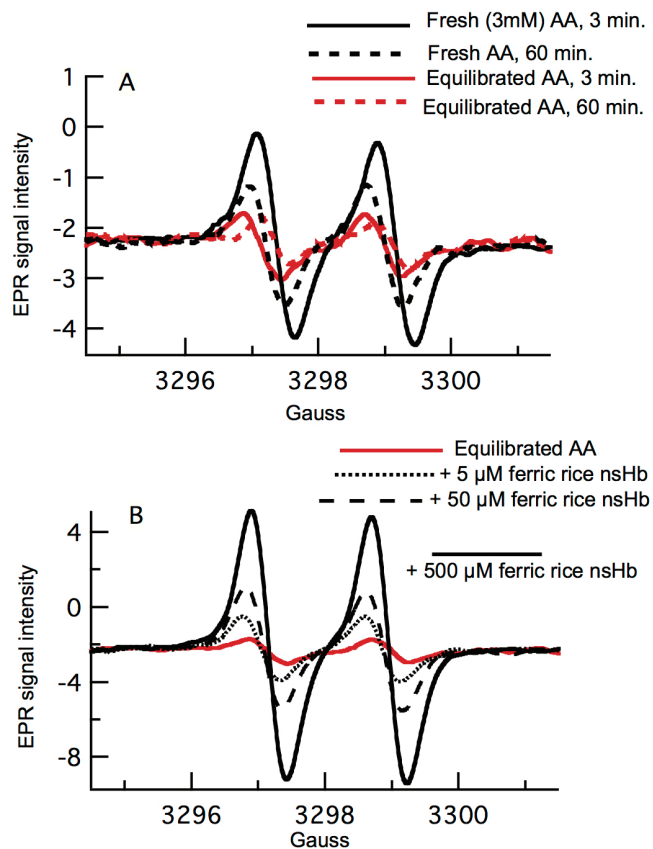 Fresh (3mM) AA, 3 min.
Fresh AA, 60 min.
Equilibrated AA, 3 min.
Equilibrated AA, 60 min.
A
1
0
-1
-2
-3
-4
EPR signal intensity
3296 3298 3300
Gauss
Equilibrated AA
+ 5 µM ferric rice nsHb
+ 50 µM ferric rice nsHb
+ 500 µM ferric rice nsHb
B
4
0
-4
-8
EPR signal intensity
3296 3298 3300
Gauss